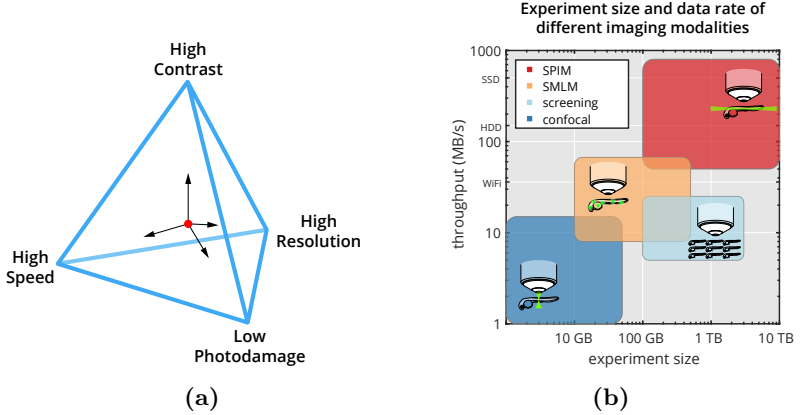 High
Contrast
High
Resolution
High
Speed
Low
Photodamage
(a)
Experiment size and data rate of
different imaging modalities
1000
SSD
HDD
100
WiFi
10
1
throughput (MB/s)
SPIM
SMLM
screening
confocal
10 GB
100 GB
1 TB
10 TB
experiment size
(b)